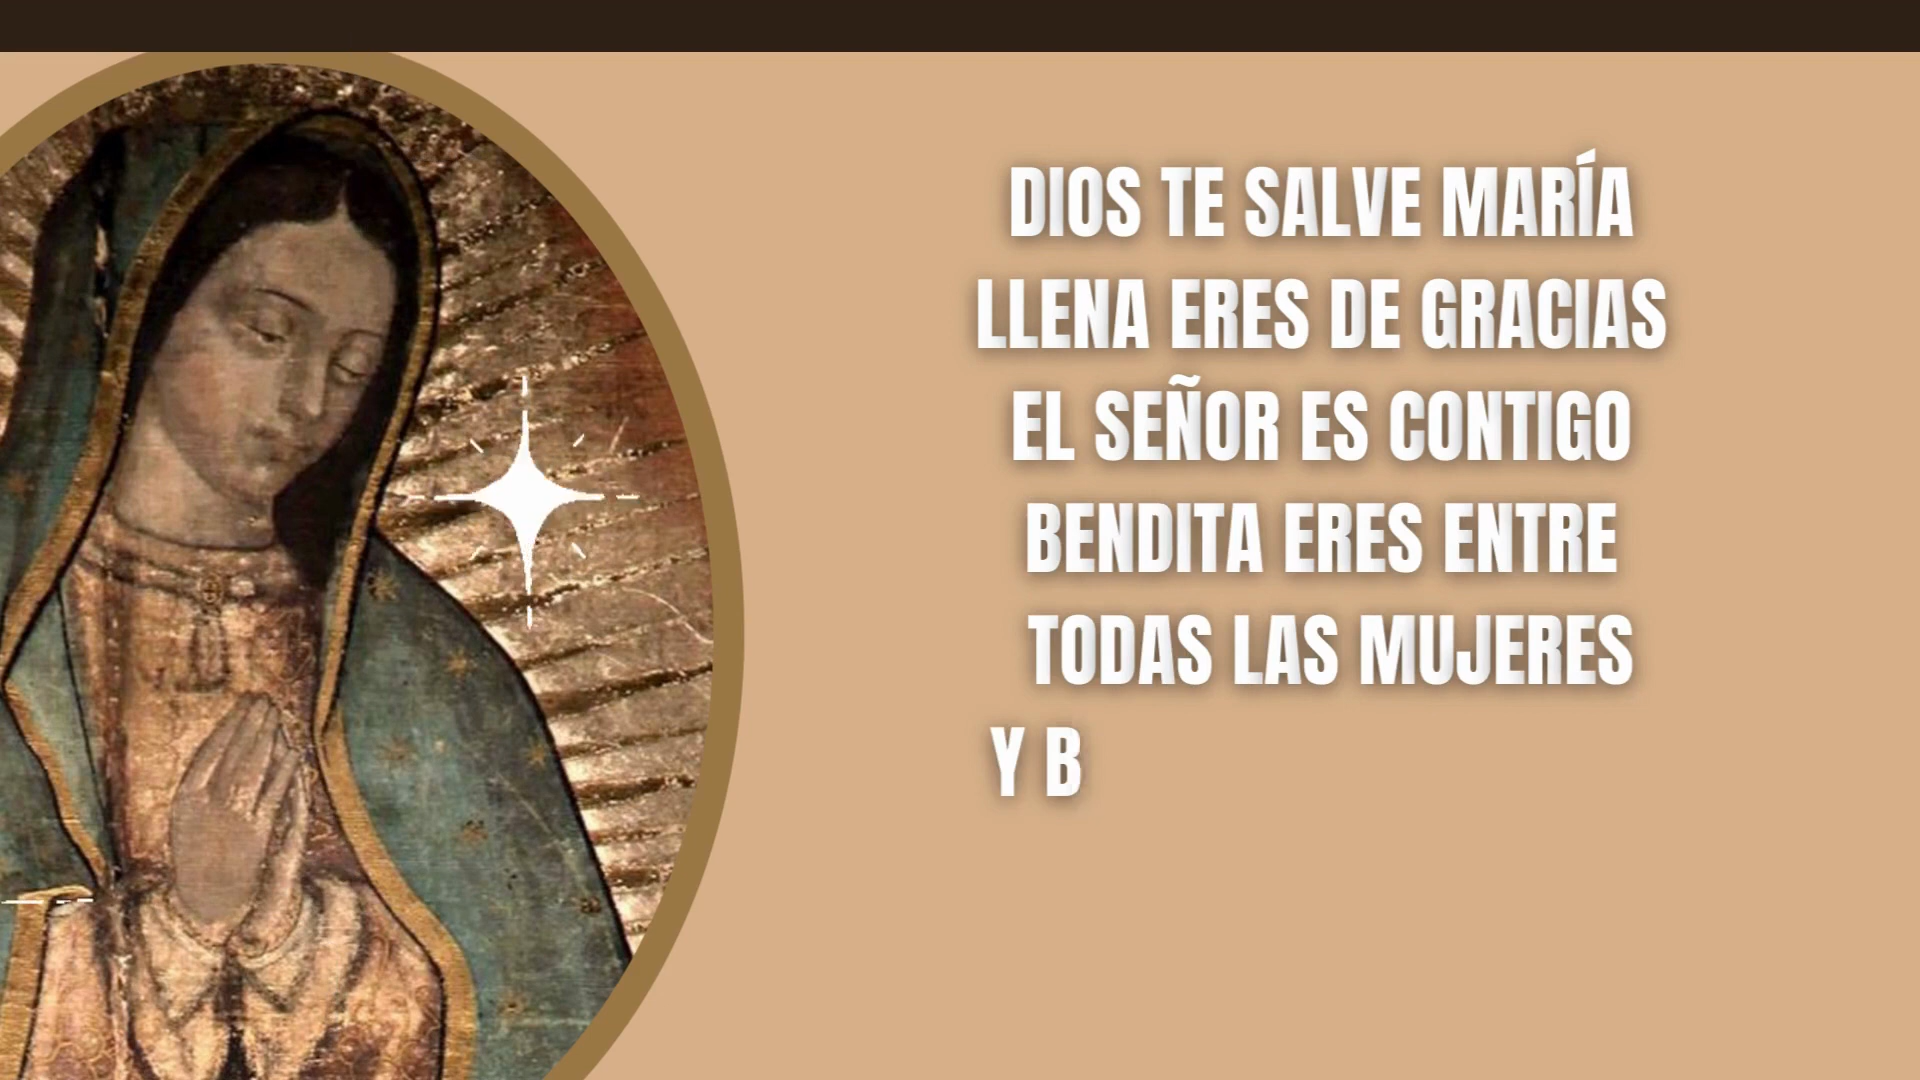 DIOS TE SALVE MARÍA
LLENA ERES DE GRACIAS
EL SEÑOR ES CONTIGO
BENDITA ERES ENTRE
TODAS LAS MUJERES
Y B